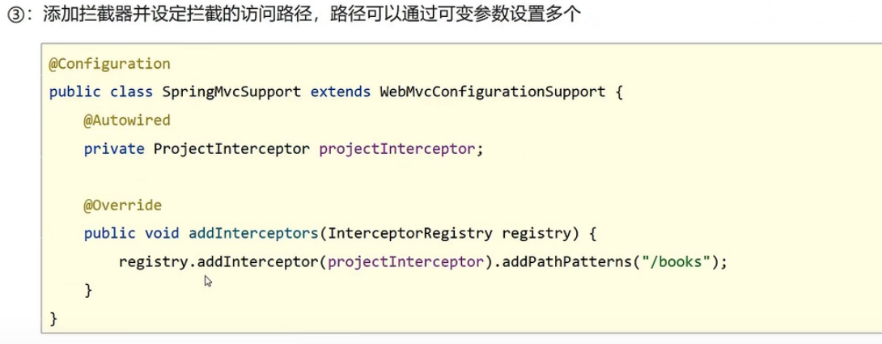 ③：添加拦截器并设定拦截的访问路径，路径可以通过可变参数设置多个
@Configuration
public class SpringMvcSupport extends WebMvcConfigurationSupport {
    @Autowired
    private ProjectInterceptor projectInterceptor;

    @Override
    public void addInterceptors(InterceptorRegistry registry) {
        registry.addInterceptor(projectInterceptor).addPathPatterns("/books");
    }
}